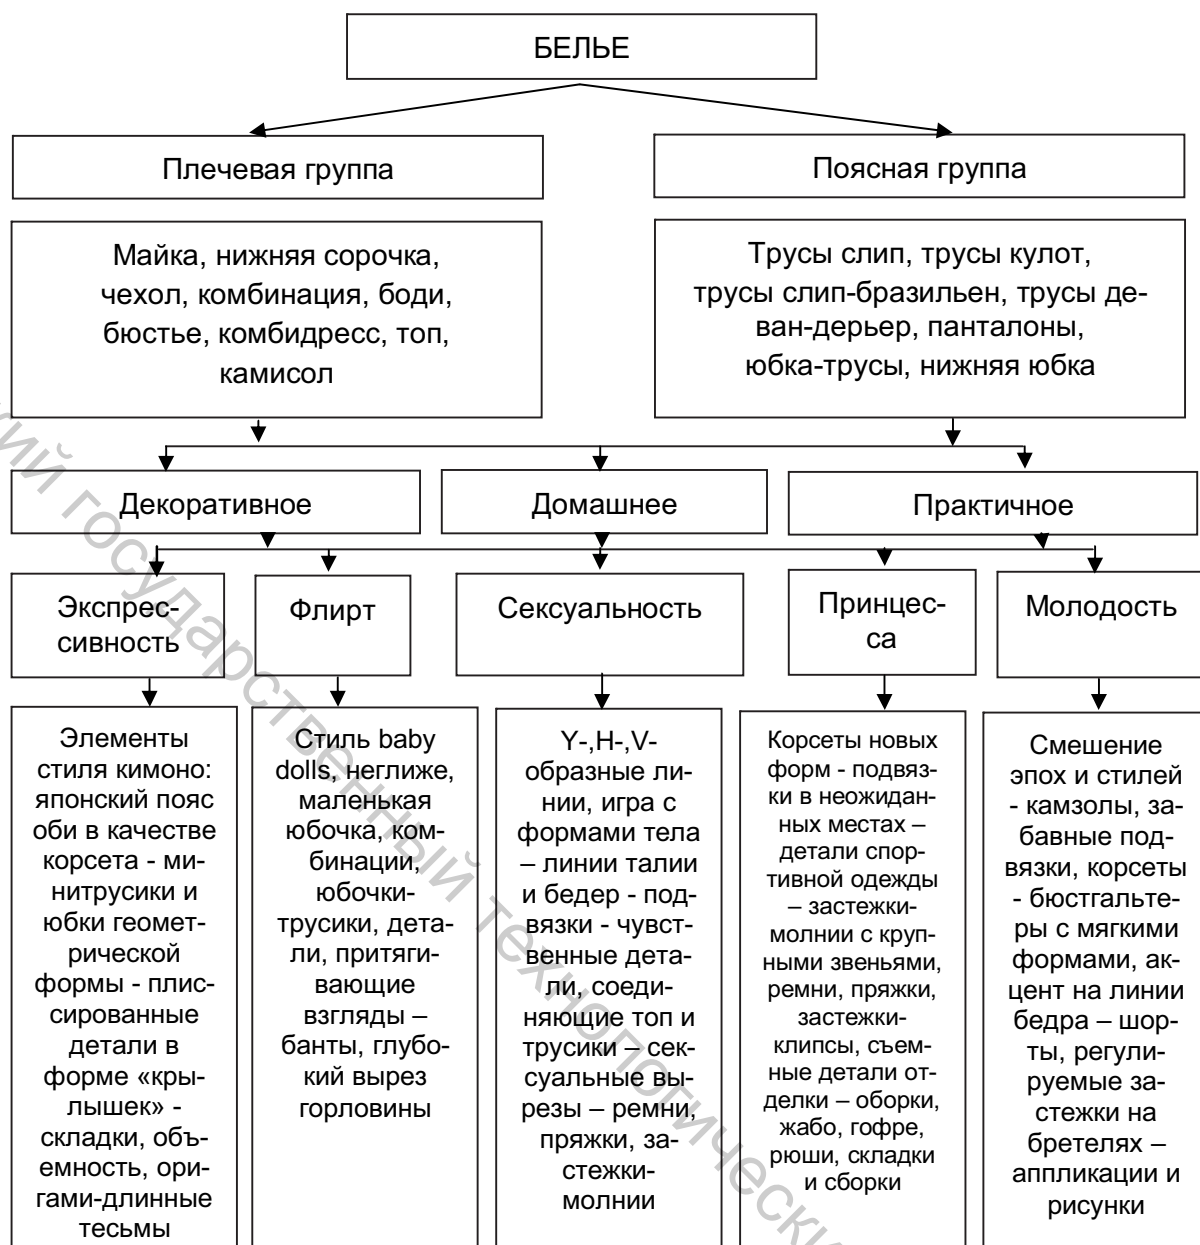 БЕЛЬЕ
Плечевая группа
Поясная группа
Майка, нижняя сорочка,
чехол, комбинация, боди,
бюстье, комбидресс, топ,
камисол
Трусы слип, трусы кулот,
трусы слип-бразильен, трусы де-
ван-дерьер, панталоны,
юбка-трусы, нижняя юбка
Декоративное
Домашнее
Практичное
Экспрес-
сивность
Флирт
Сексуальность
Принцес-
са
Молодость
Элементы
стиля кимоно:
японский пояс
оби в качестве
корсета - ми-
нитрусики и
юбки геомет-
рической
формы - плис-
сированные
детали в
форме «кры-
лышек» -
складки, объ-
емность, ори-
гами-длинные
тесьмы
Стиль baby
dolls, неглиже,
маленькая
юбочка, ком-
бинации,
юбочки-
трусики, дета-
ли, притяги-
вающие
взгляды –
банты, глубо-
кий вырез
горловины
Y-,H-,V-
образные ли-
нии, игра с
формами тела
– линии талии
и бедер - под-
вязки - чувст-
венные дета-
ли, соеди-
няющие топ и
трусики – сек-
суальные вы-
резы – ремни,
пряжки, за-
стежки-
молнии
Корсеты новых
форм - подвяз-
ки в неожидан-
ных местах –
детали спор-
тивной одежды
– застежки-
молнии с круп-
ными звеньями,
ремни, пряжки,
застежки-
клипсы, съем-
ные детали от-
делки – оборки,
жабо, гофре,
рюши, складки
и сборки
Смешение
эпох и стилей
- камзолы, за-
бавные под-
вязки, корсеты
- бюстгальте-
ры с мягкими
формами, ак-
цент на линии
бедра – шор-
ты, регули-
руемые за-
стежки на
бретелях –
аппликации и
рисунки
государственный технологически